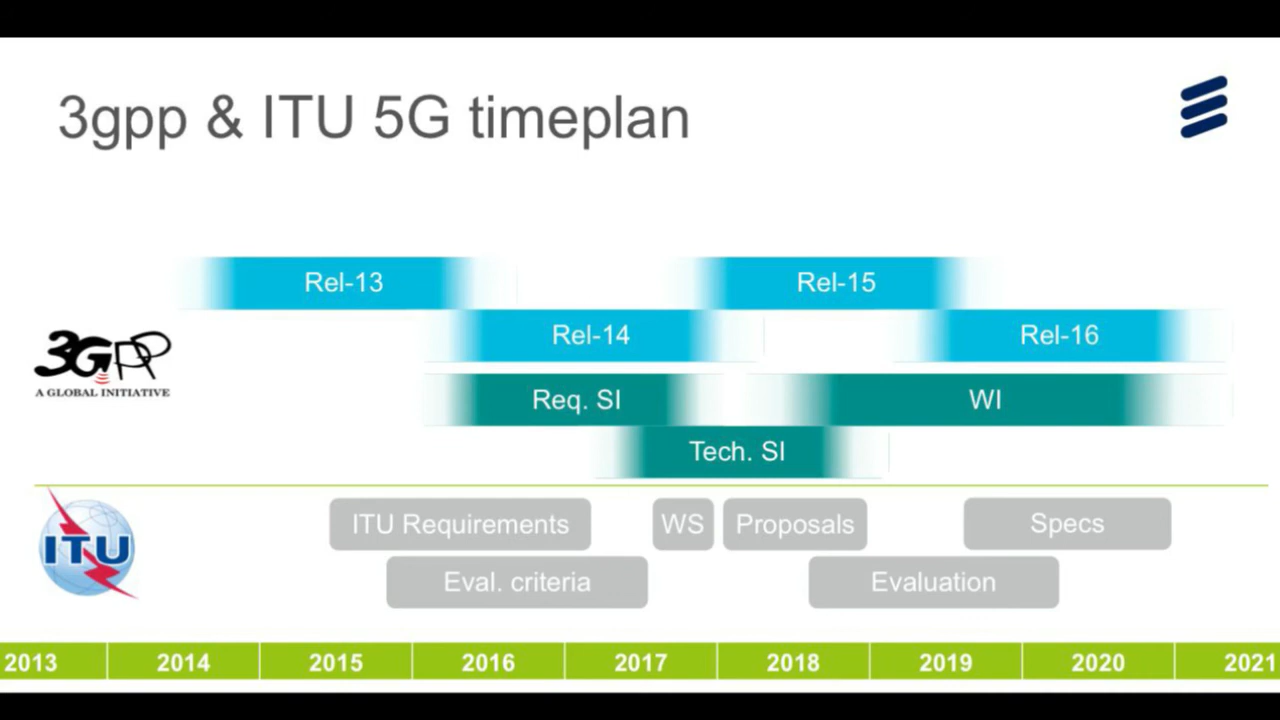 3gpp & ITU 5G timeplan
Rel-13
Rel-15
Rel-14
Rel-16
3GPP
A GLOBAL INITIATIVE
Req. SI
WI
Tech. SI
ITU
ITU Requirements
WS
Proposals
Specs
Eval. criteria
Evaluation
2013
2014
2015
2016
2017
2018
2019
2020
2021